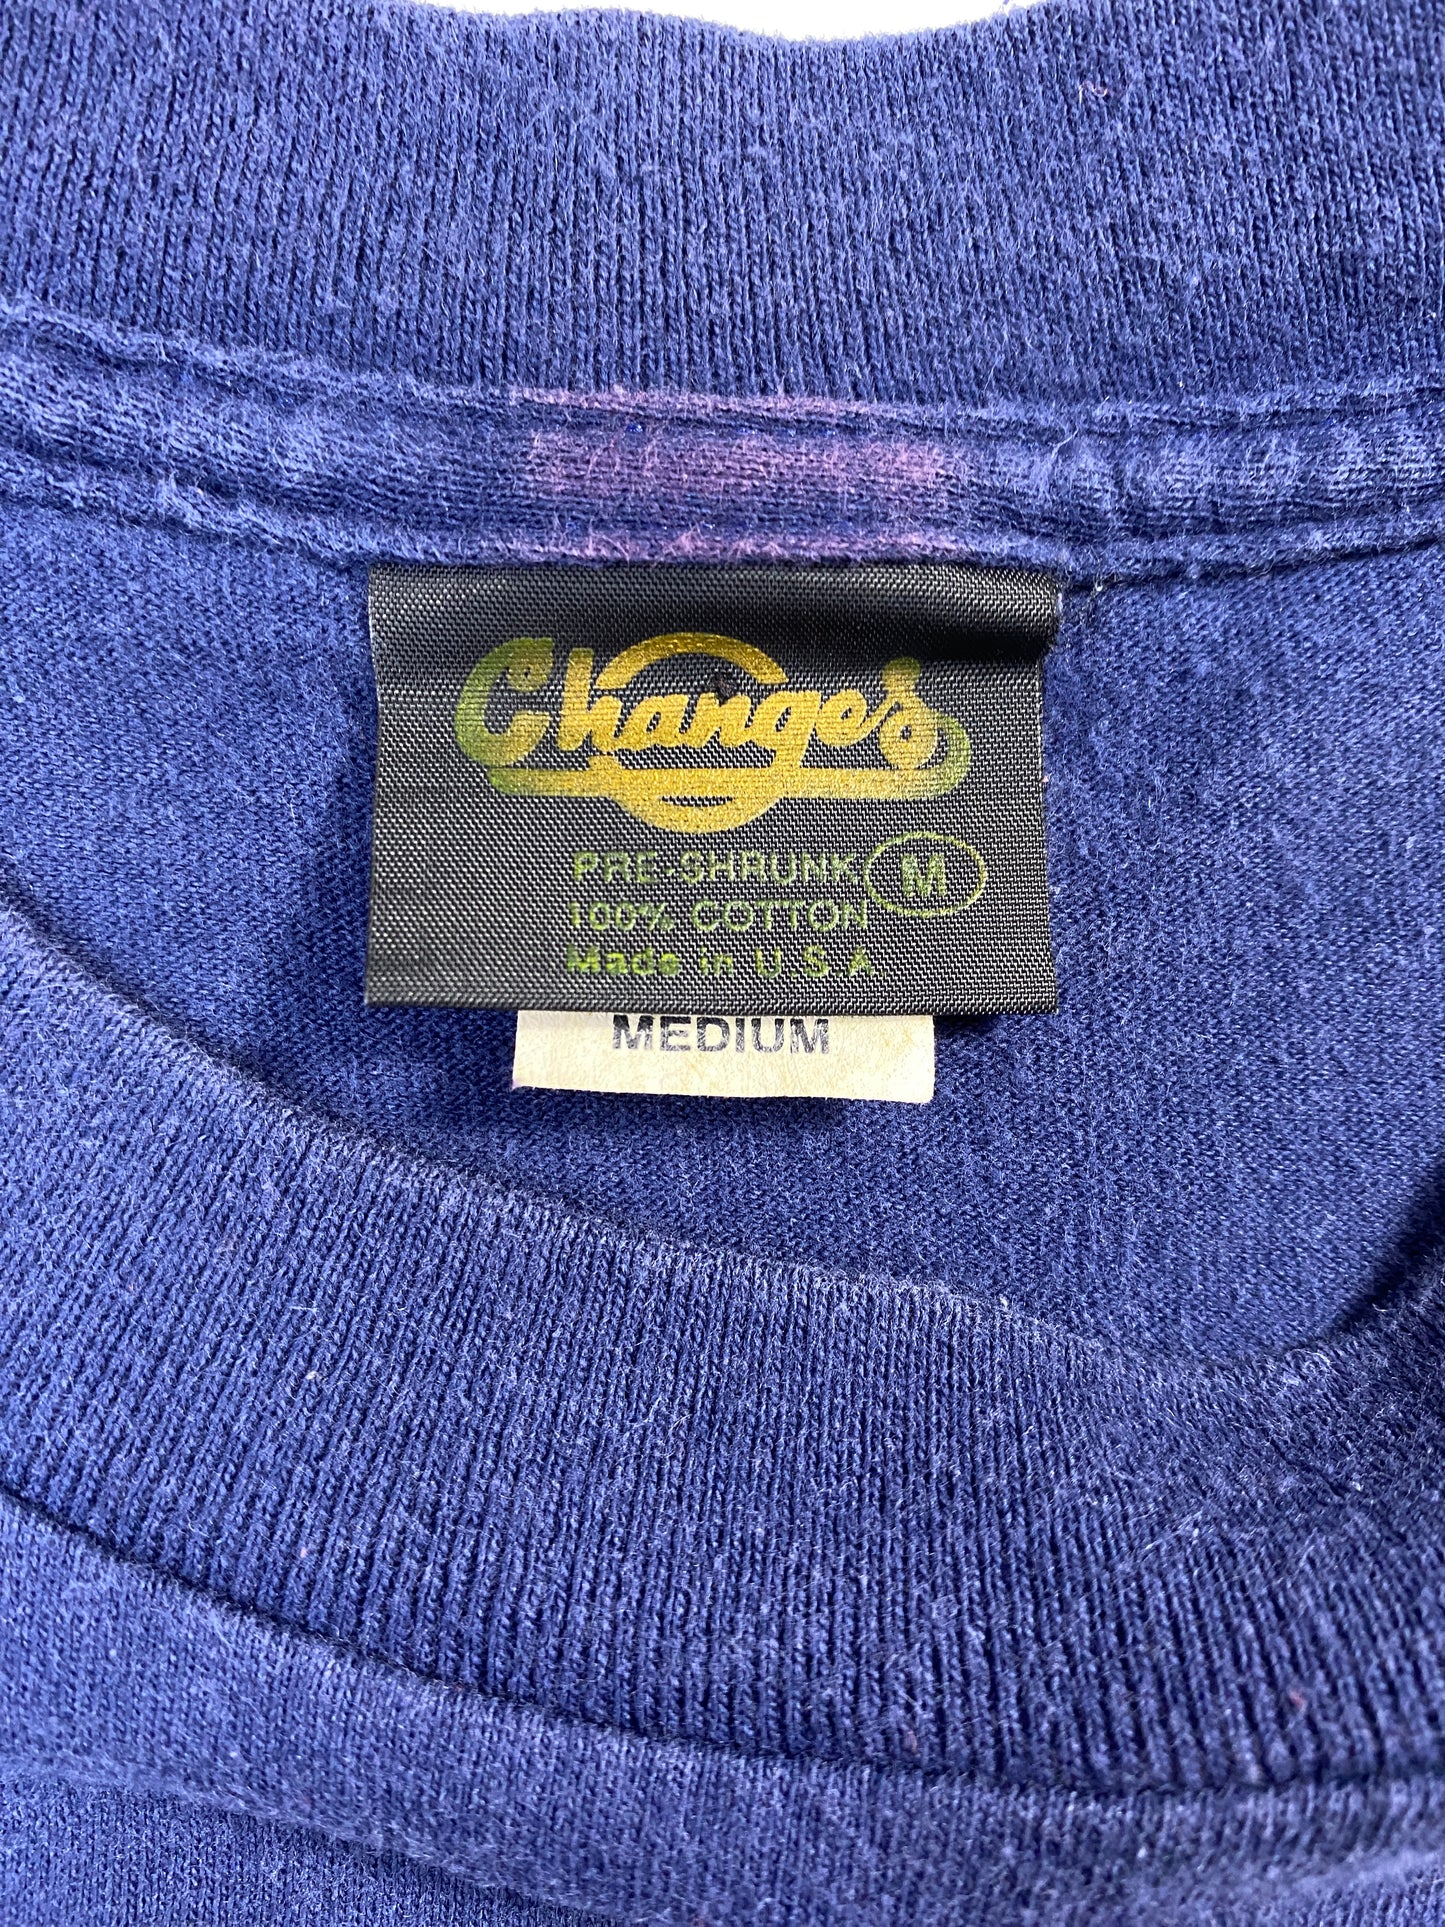 Changes
PRE-SHRUNK M
100% COTTON
Made in U.S.A.
MEDIUM